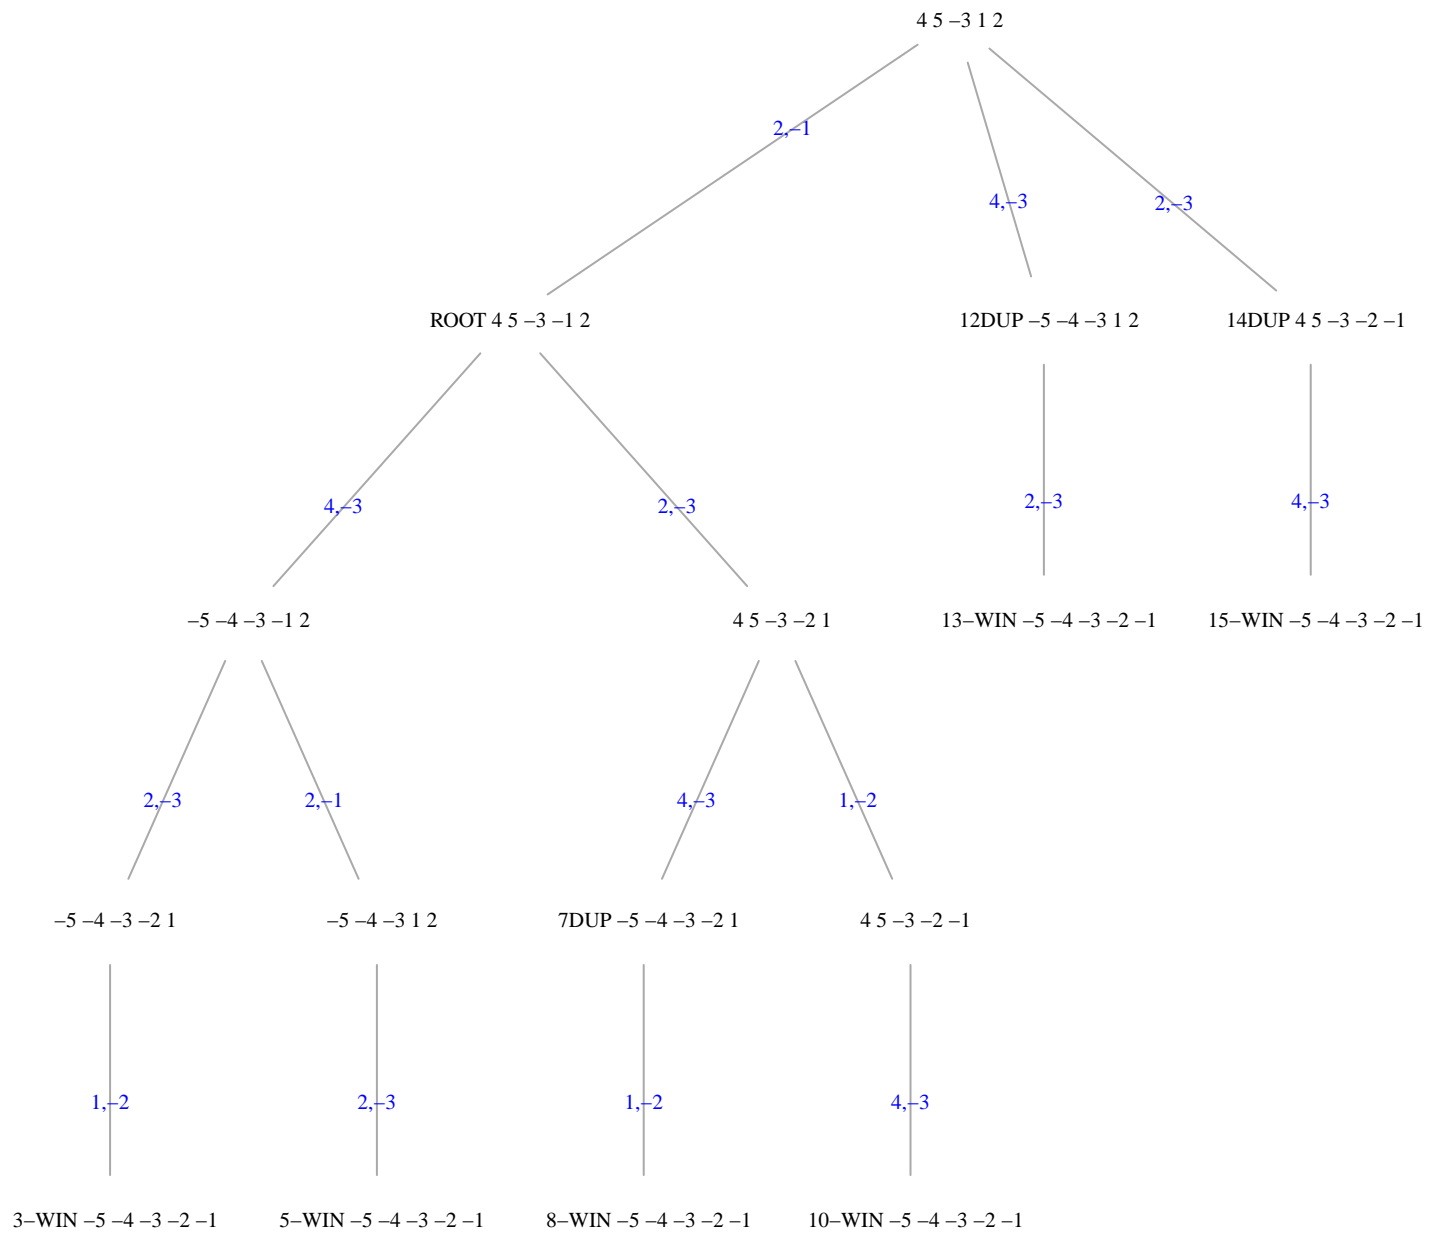 4 5 −3 1 2
2,−1
4,−3
2,−3
ROOT 4 5 −3 −1 2
12DUP −5 −4 −3 1 2
14DUP 4 5 −3 −2 −1
4,−3
2,−3
2,−3
4,−3
−5 −4 −3 −1 2
4 5 −3 −2 1
13−WIN −5 −4 −3 −2 −1
15−WIN −5 −4 −3 −2 −1
2,−3
2,−1
4,−3
1,−2
−5 −4 −3 −2 1
−5 −4 −3 1 2
7DUP −5 −4 −3 −2 1
4 5 −3 −2 −1
1,−2
2,−3
1,−2
4,−3
3−WIN −5 −4 −3 −2 −1
5−WIN −5 −4 −3 −2 −1
8−WIN −5 −4 −3 −2 −1
10−WIN −5 −4 −3 −2 −1